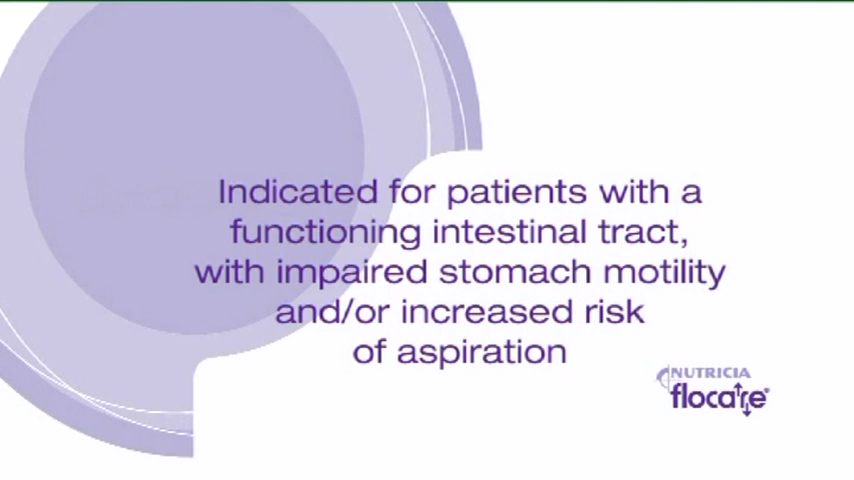 Indicated for patients with a
functioning intestinal tract,
with impaired stomach motility
and/or increased risk
of aspiration
NUTRICIA
flocare®